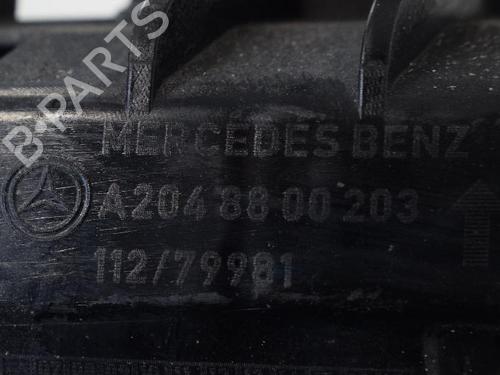 B-PARTS
MERCEDES BENZ
A 204 88 00 203
112/79981